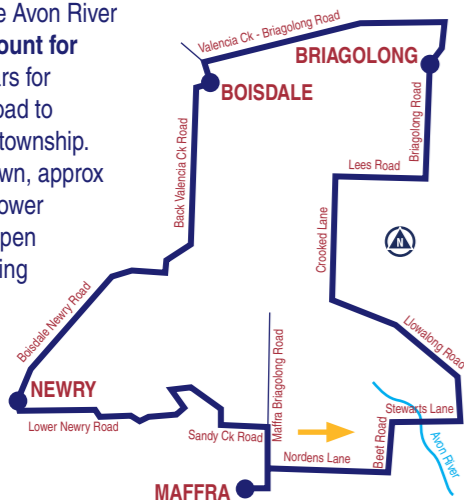 e Avon River
ount for
rs for
oad to
township.
wn, approx
ower
pen
ing
Valencia Ck - Briagolong Road
BRIAGOLONG
BOISDALE
Briagolong Road
Back Valencia Ck Road
Lees Road
Crooked Lane
N
Boisdale Newry Road
Llowalong Road
NEWRY
Maffra Briagolong Road
Lower Newry Road
Stewarts Lane
Sandy Ck Road
Beet Road
Avon River
Nordens Lane
MAFFRA